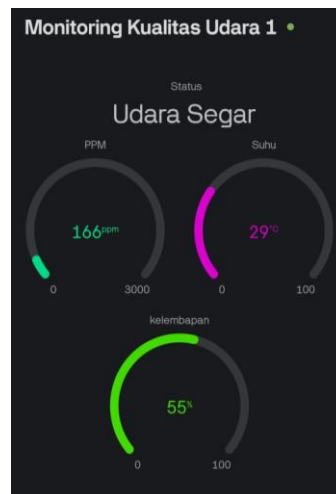 Monitoring Kualitas Udara 1
Status
Udara Segar
PPM
Suhu
166ppm
29°C
0
3000
0
100
kelembapan
55%
0
100